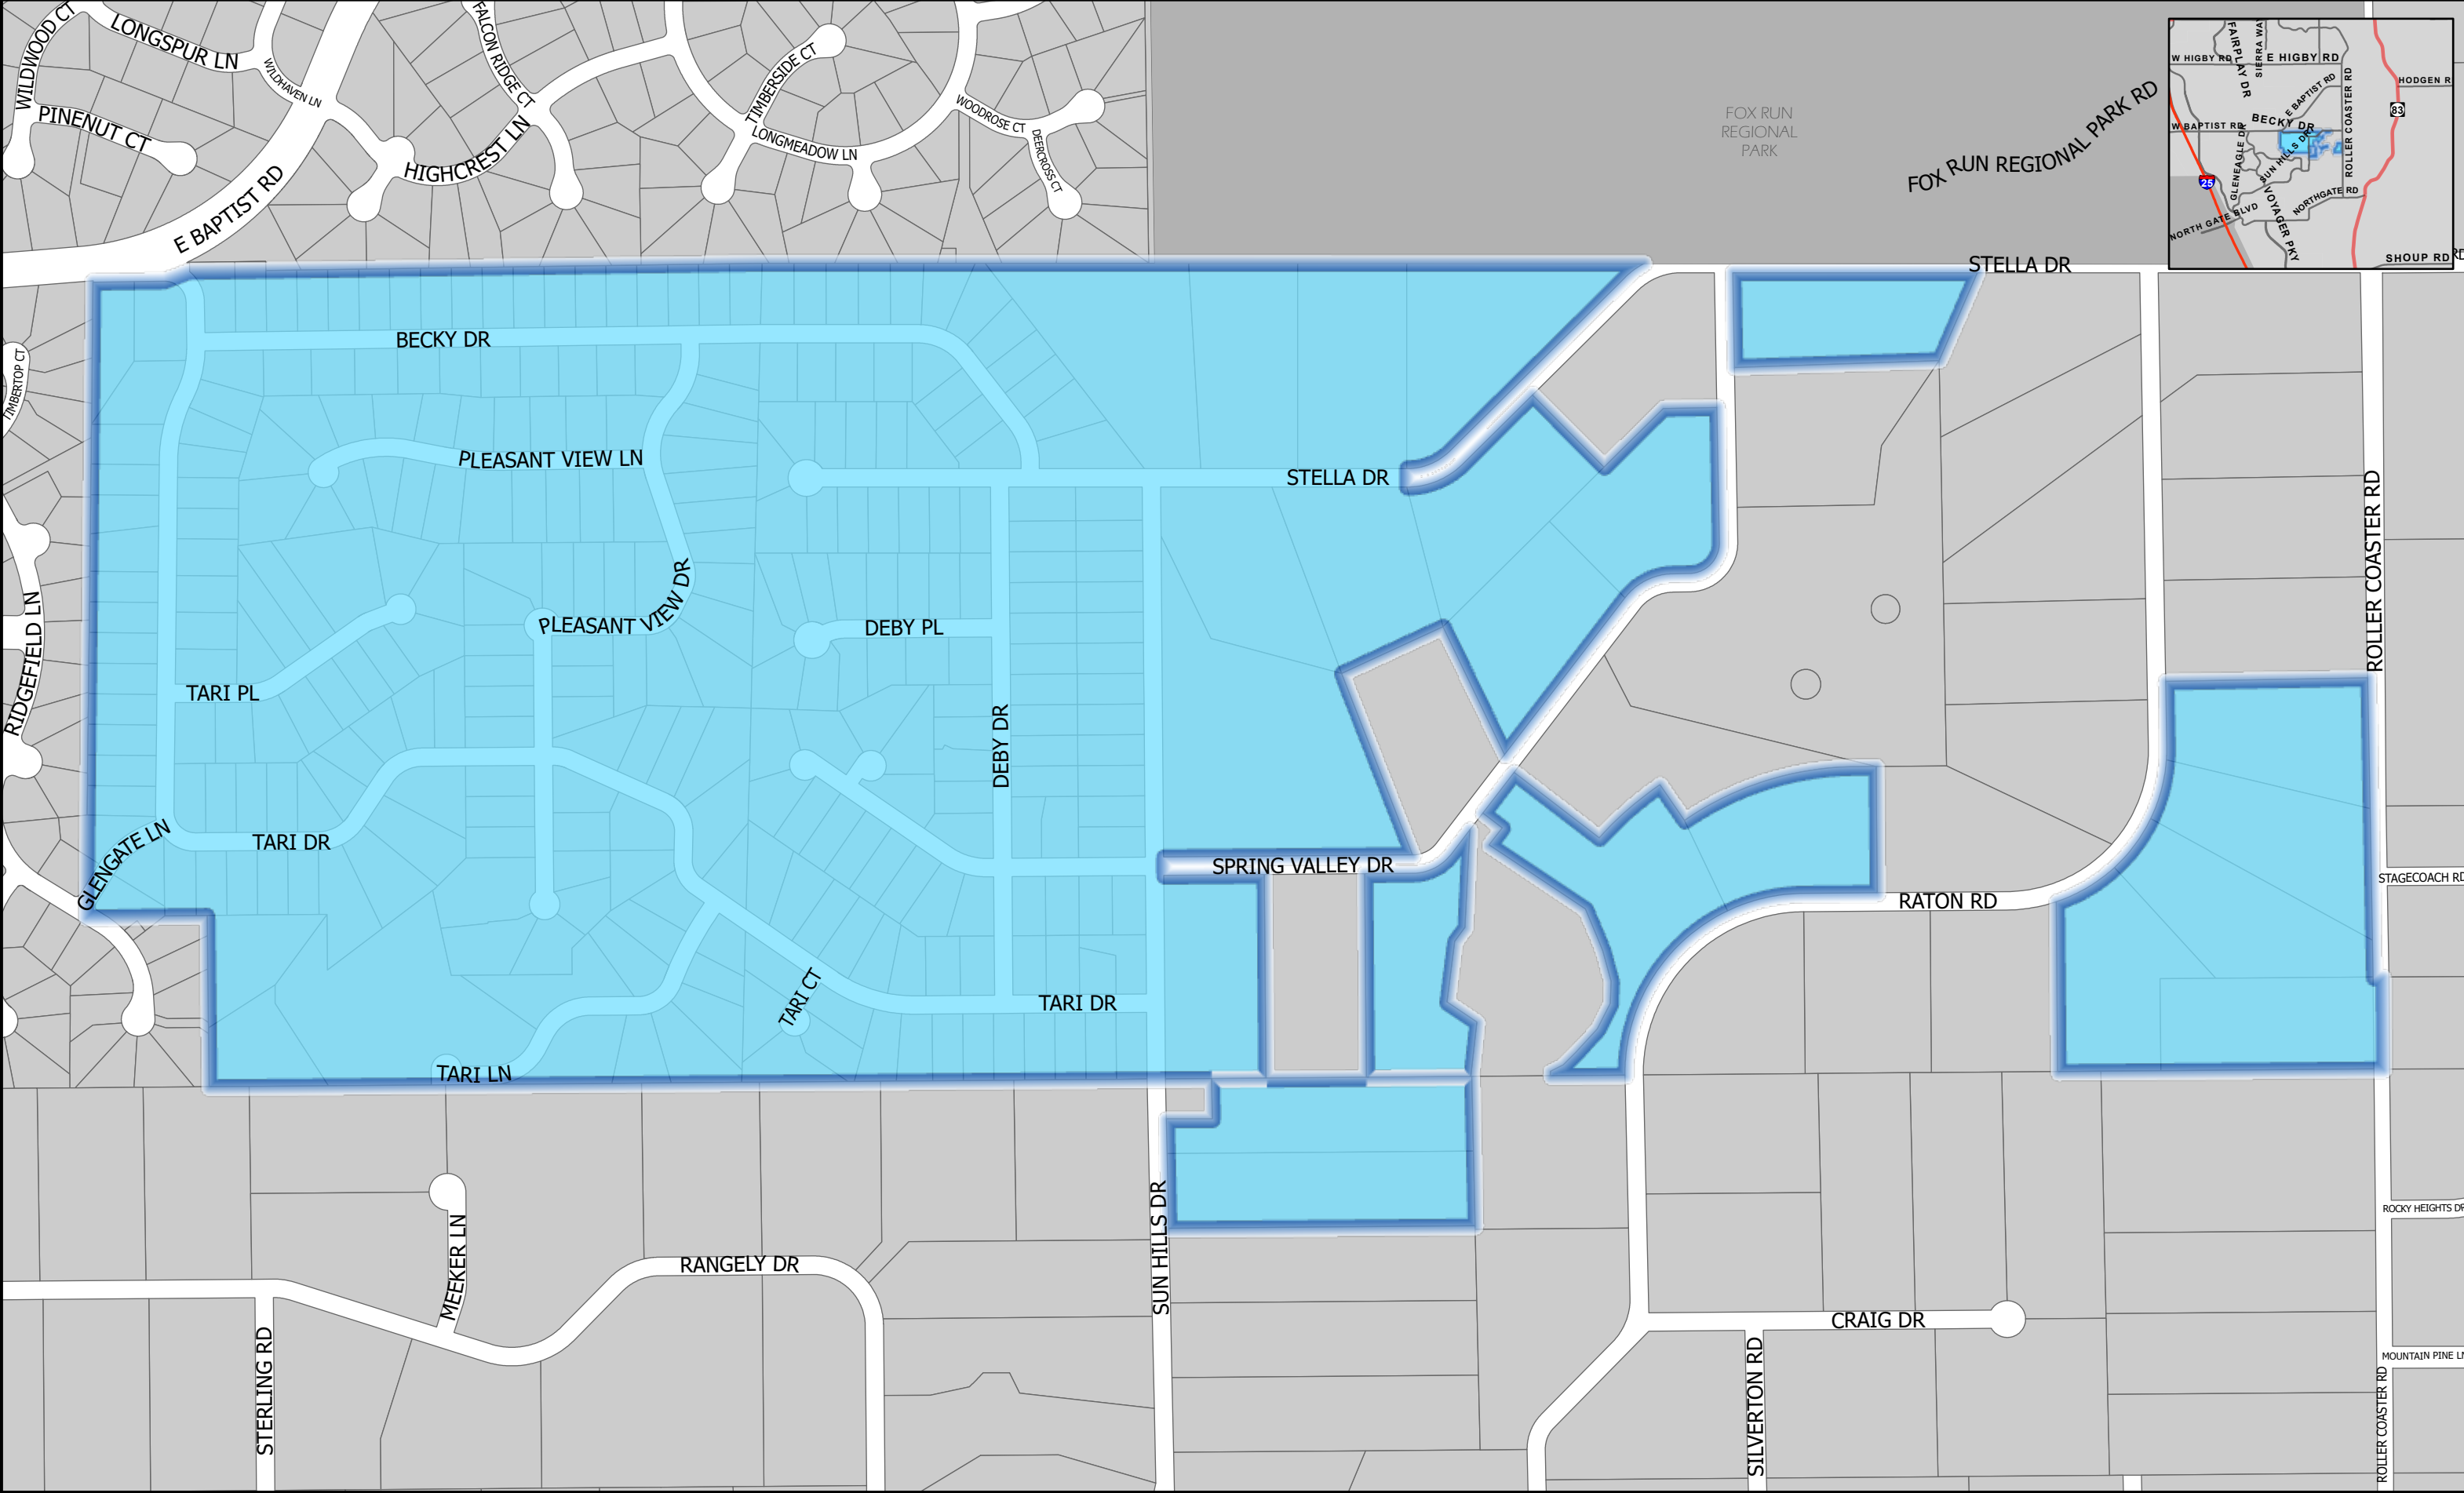 WILDWOOD CT
LONGSPUR LN
WILDHAVEN LN
PINENUT CT
E BAPTIST RD
FALCON RIDGE CT
HIGHCREST LN
TIMBERSIDE CT
LONGMEADOW LN
WOODROSE CT
DEERCROSS CT
FOX RUN
REGIONAL
PARK
FOX RUN REGIONAL PARK RD
W HIGBY RD
FAIRPLAY DR
SIERRA WAY
E HIGBY RD
HODGEN R
83
E BAPTIST RD
ROLLER COASTER RD
BECKY DR
W BAPTIST RD
GLENEAGLE DR
SUN HILLS DR
25
VOYAGER PKY
NORTHGATE RD
NORTH GATE BLVD
SHOUP RD
RD
STELLA DR
TIMBERTOP CT
BECKY DR
PLEASANT VIEW LN
STELLA DR
ROLLER COASTER RD
RIDGEFIELD LN
PLEASANT VIEW DR
DEBY PL
TARI PL
DEBY DR
GLENGATE LN
TARI DR
SPRING VALLEY DR
STAGECOACH RD
RATON RD
TARI CT
TARI DR
TARI LN
SUN HILLS DR
MEEKER LN
RANGELY DR
ROCKY HEIGHTS DR
STERLING RD
CRAIG DR
SILVERTON RD
MOUNTAIN PINE LN
ROLLER COASTER RD